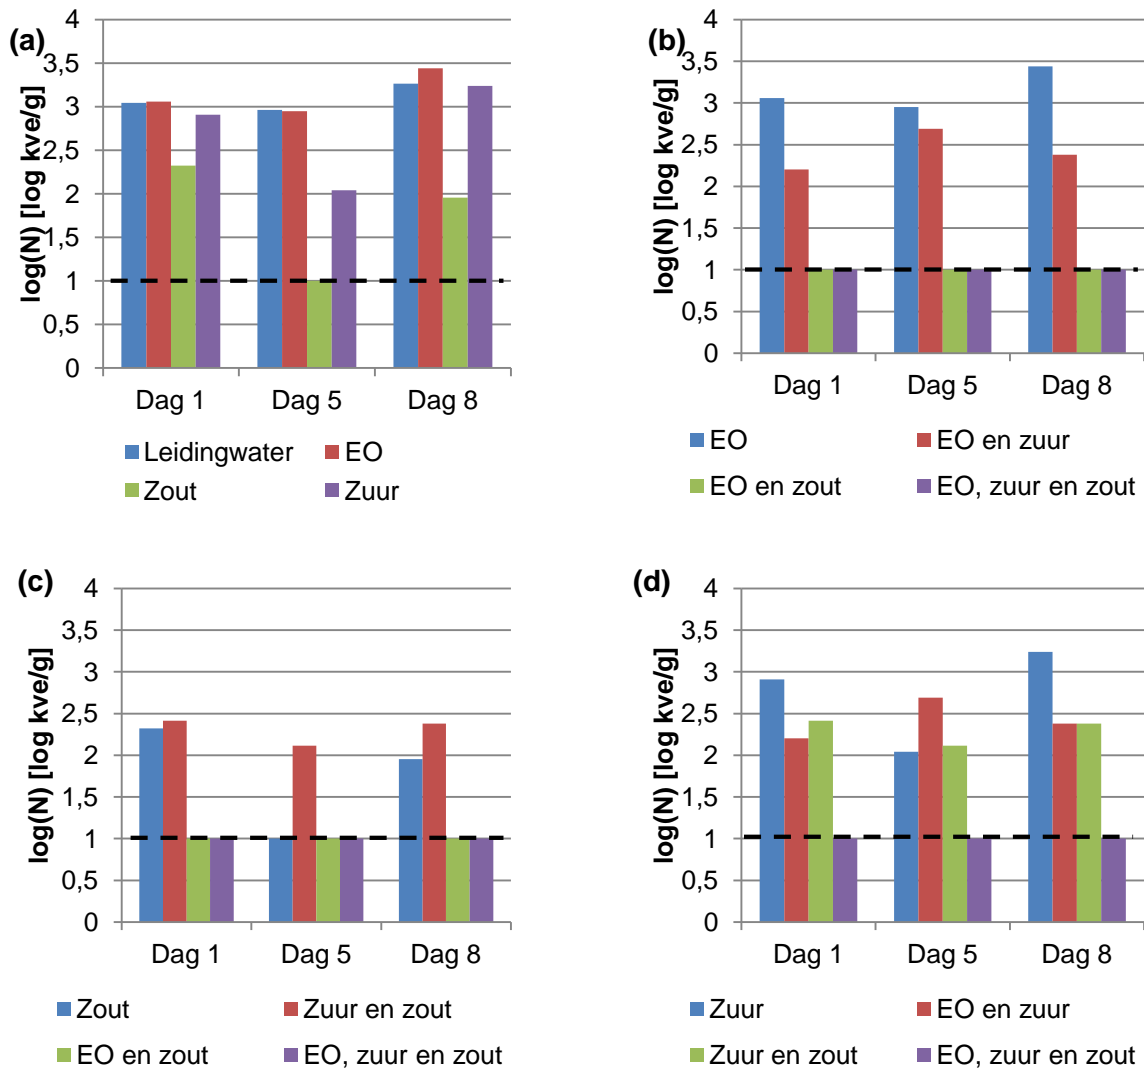 (a)
log(N) [log kve/g]
4
3,5
3
2,5
2
1,5
1
0,5
0
Dag 1 Dag 5 Dag 8
Leidingwater EO
Zout Zuur
(b)
log(N) [log kve/g]
4
3,5
3
2,5
2
1,5
1
0,5
0
Dag 1 Dag 5 Dag 8
EO EO en zuur
EO en zout EO, zuur en zout
(c)
log(N) [log kve/g]
4
3,5
3
2,5
2
1,5
1
0,5
0
Dag 1 Dag 5 Dag 8
Zout Zuur en zout
EO en zout EO, zuur en zout
(d)
log(N) [log kve/g]
4
3,5
3
2,5
2
1,5
1
0,5
0
Dag 1 Dag 5 Dag 8
Zuur EO en zuur
Zuur en zout EO, zuur en zout